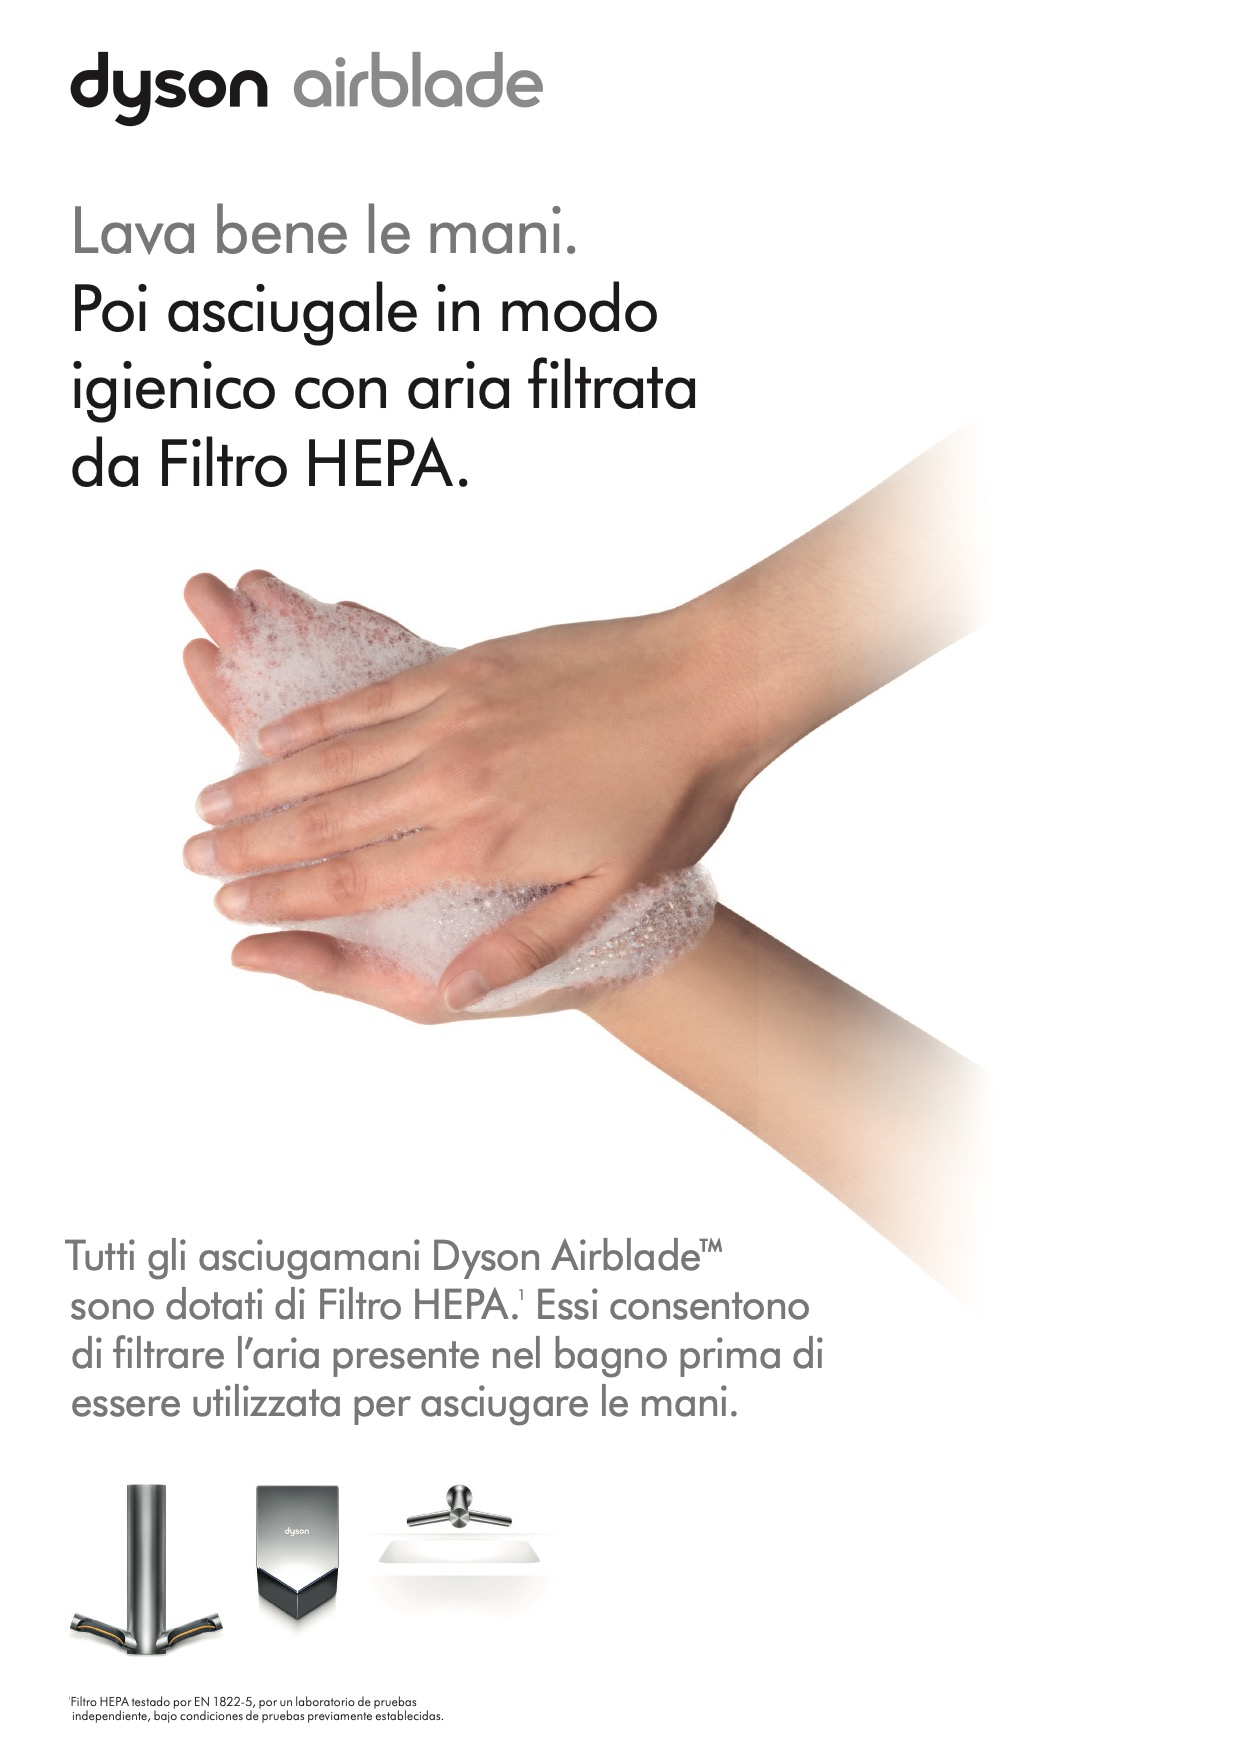 dyson airblade
Lava bene le mani.
Poi asciugale in modo
igienico con aria filtrata
da Filtro HEPA.
Tutti gli asciugamani Dyson Airblade™
sono dotati di Filtro HEPA.¹ Essi consentono
di filtrare l’aria presente nel bagno prima di
essere utilizzata per asciugare le mani.
dyson
¹Filtro HEPA testado por EN 1822-5, por un laboratorio de pruebas
independiente, bajo condiciones de pruebas previamente establecidas.